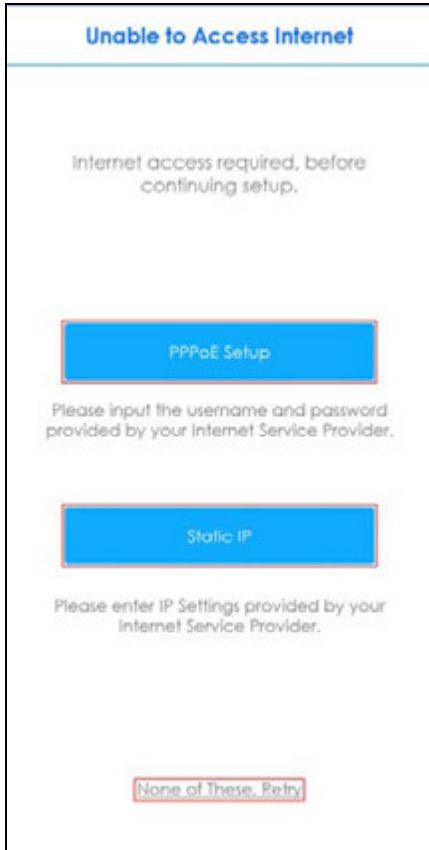 Unable to Access Internet
Internet access required, before
continuing setup.
PPPoE Setup
Please input the username and password
provided by your Internet Service Provider.
Static IP
Please enter IP Settings provided by your
Internet Service Provider.
None of These, Retry